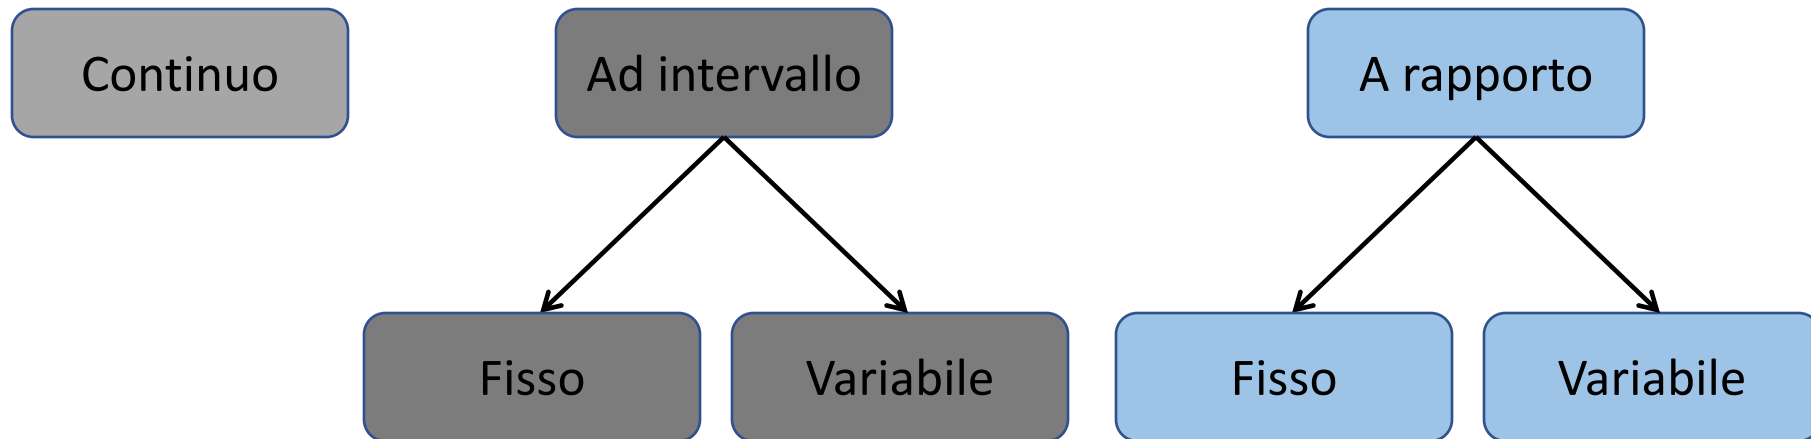 Continuo
Ad intervallo
A rapporto
Fisso
Variabile
Fisso
Variabile